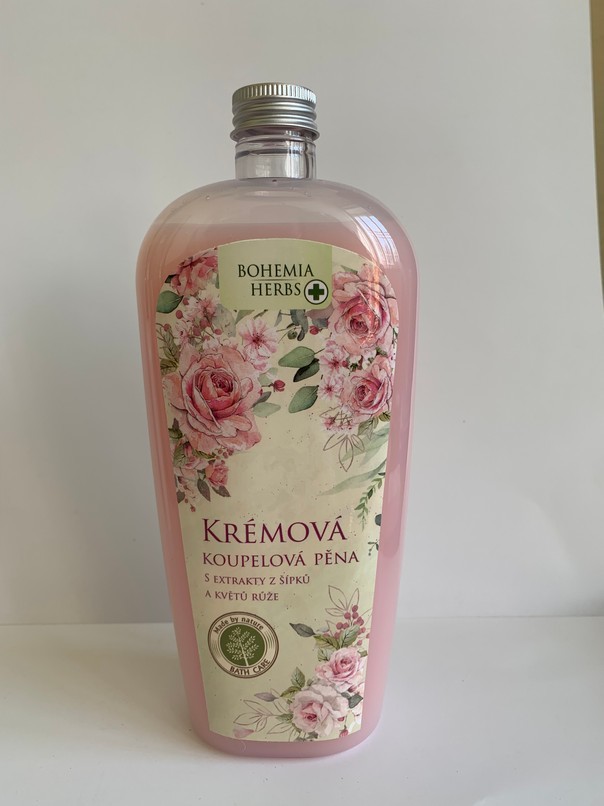 BOHEMIA
HERBS
KRÉMOVÁ
KOUPELOVÁ PĚNA
S EXTRAKTY Z ŠÍPKŮ
A KVĚTŮ RŮŽE
Made by nature
BATH CARE